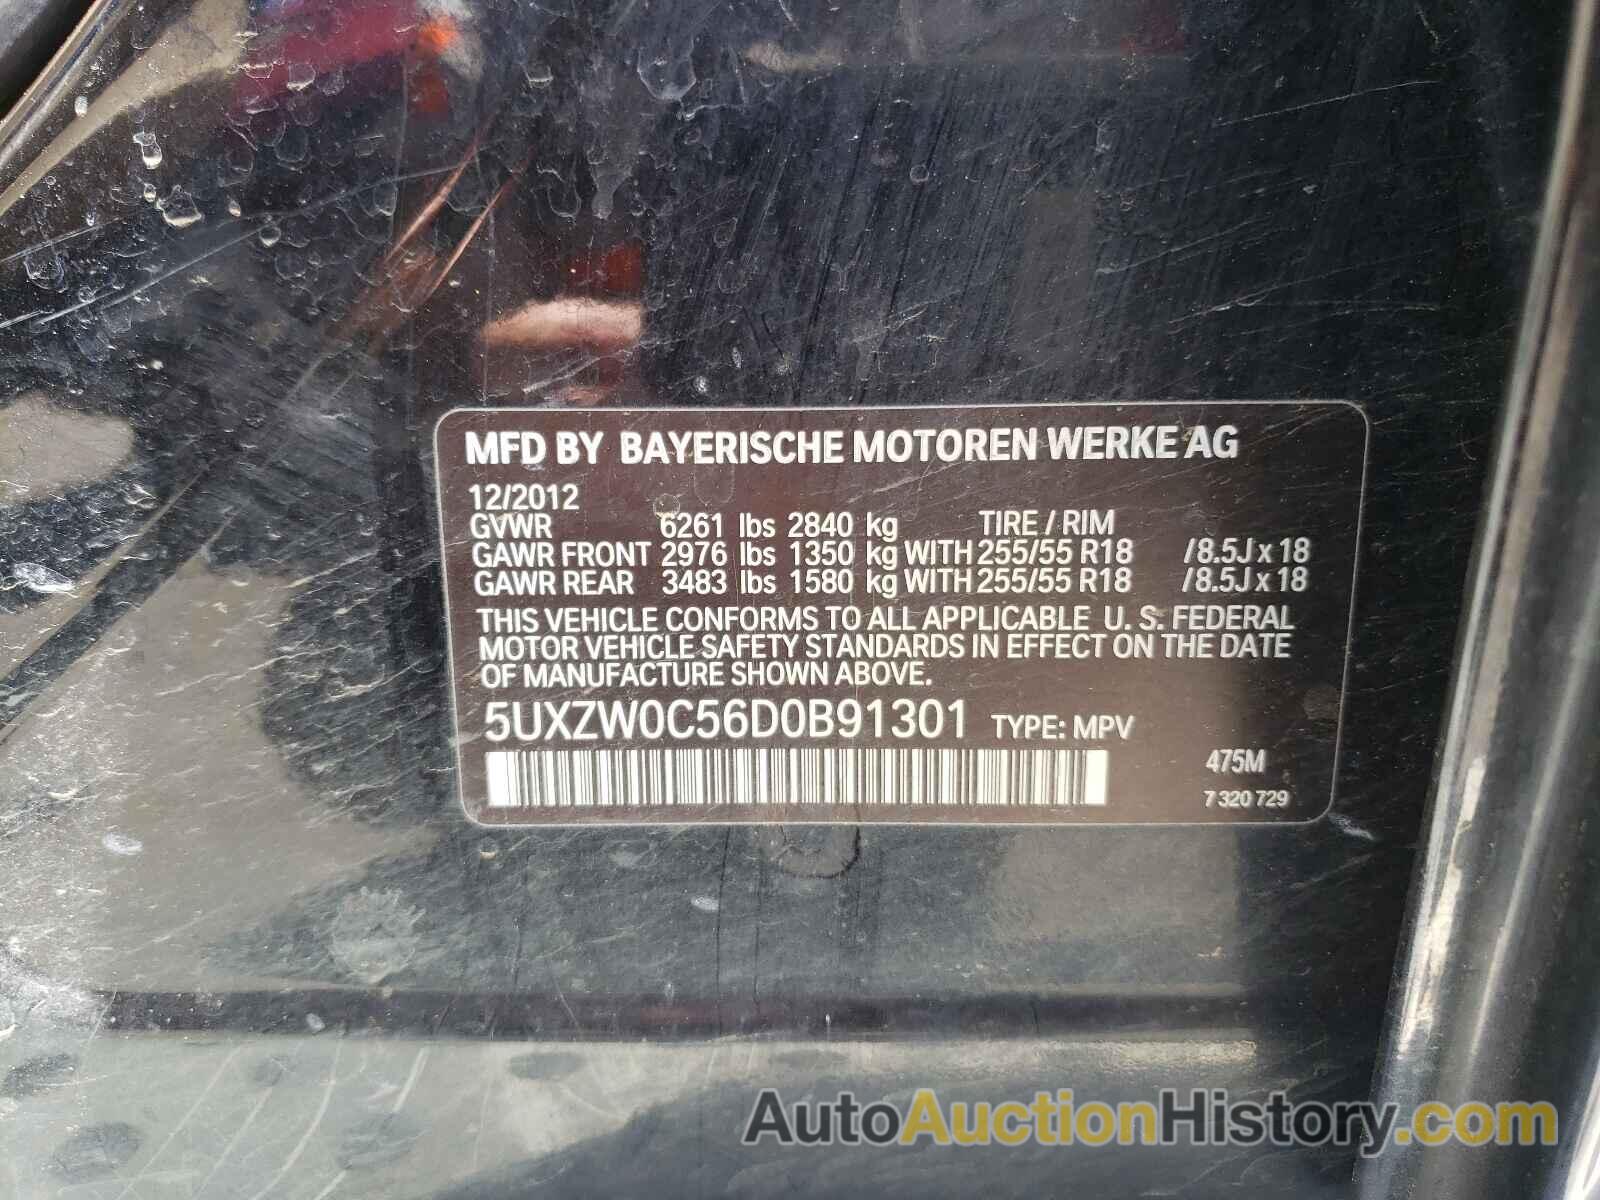 MFD BY BAYERISCHE MOTOREN WERKE AG
12/2012
GVWR 6261 lbs 2840 kg TIRE / RIM
GAWR FRONT 2976 lbs 1350 kg WITH 255/55 R18 /8.5J x 18
GAWR REAR 3483 lbs 1580 kg WITH 255/55 R18 /8.5J x 18
THIS VEHICLE CONFORMS TO ALL APPLICABLE U. S. FEDERAL
MOTOR VEHICLE SAFETY STANDARDS IN EFFECT ON THE DATE
OF MANUFACTURE SHOWN ABOVE.
5UXZW0C56D0B91301 TYPE: MPV
475M
7 320 729
AutoAuctionHistory.com